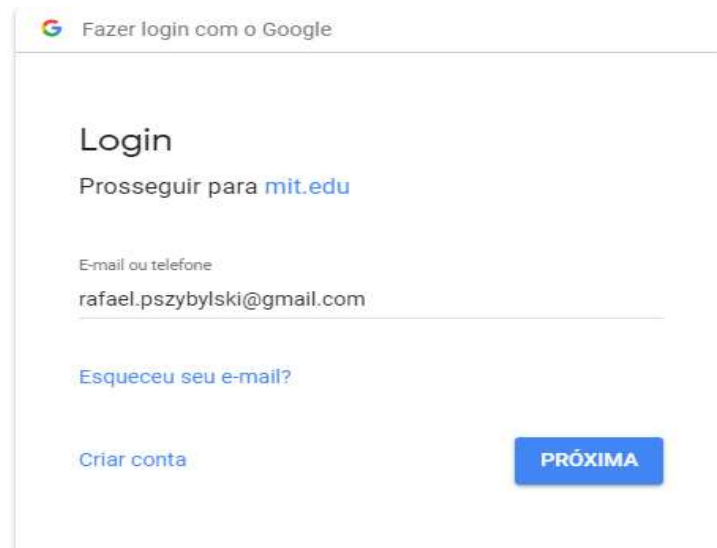 Fazer login com o Google
Login
Prosseguir para mit.edu
E-mail ou telefone
rafael.pszybylski@gmail.com
Esqueceu seu e-mail?
Criar conta
PRÓXIMA